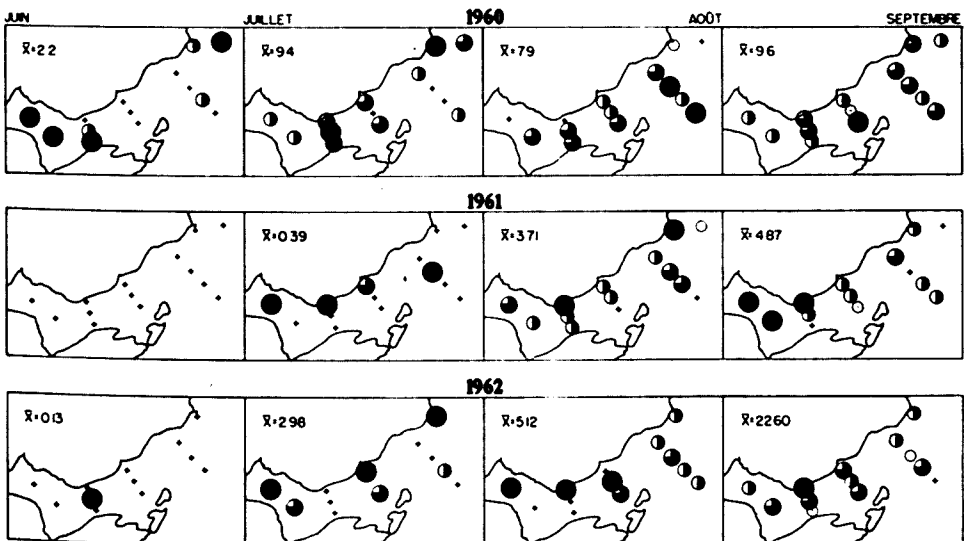 JUIN JUILLET 1960 AOÛT SEPTEMBRE
X̄=22 X̄=94 X̄=79 X̄=96
1961
X̄=039 X̄=371 X̄=487
1962
X̄=013 X̄=298 X̄=512 X̄=2260